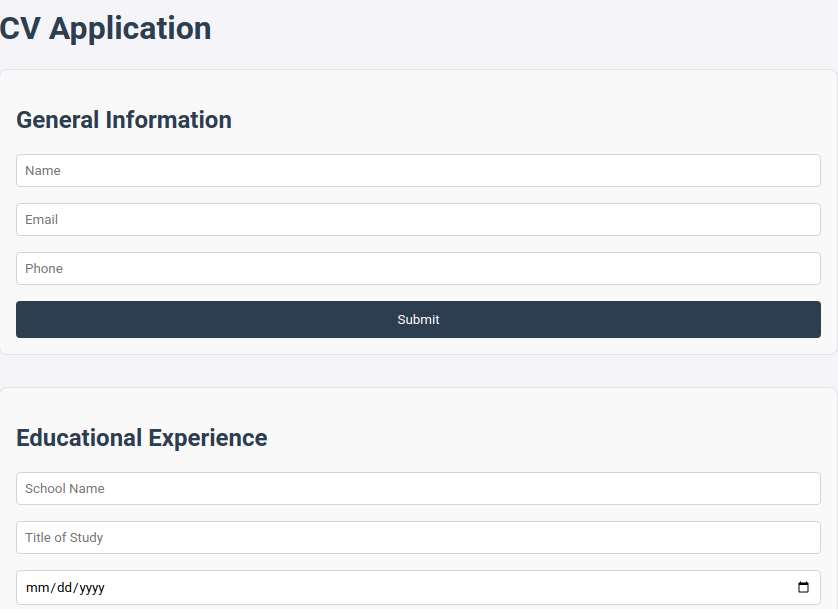 CV Application
General Information
Name
Email
Phone
Submit
Educational Experience
School Name
Title of Study
mm/dd/yyyy